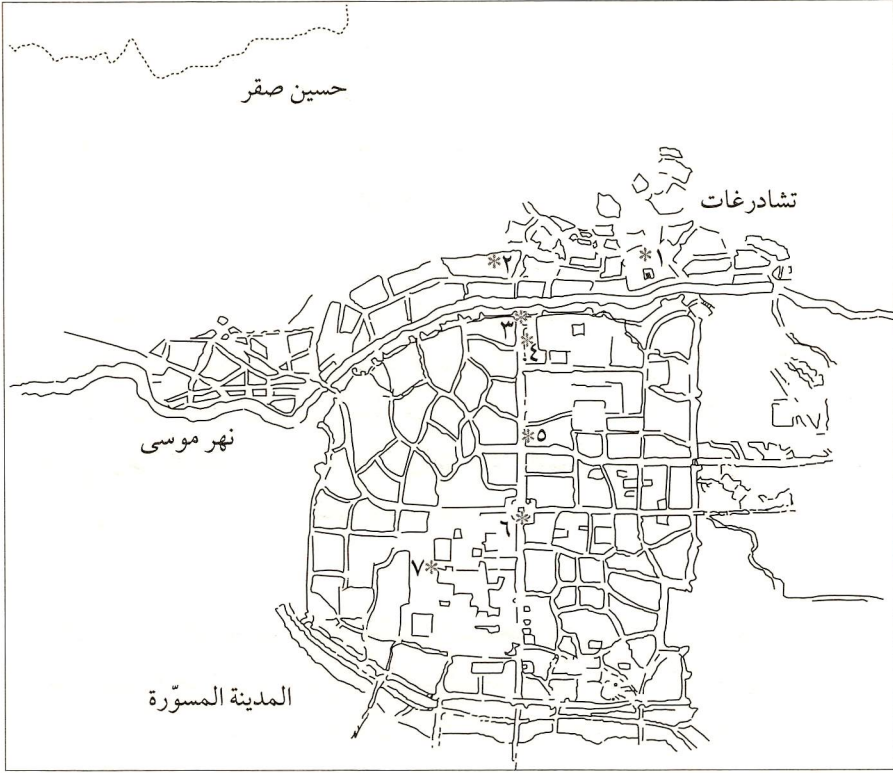 حسين صقر
تشادرغات
١
٢
٣
٤
٥
نهر موسى
٦
٧
المدينة المسوّرة